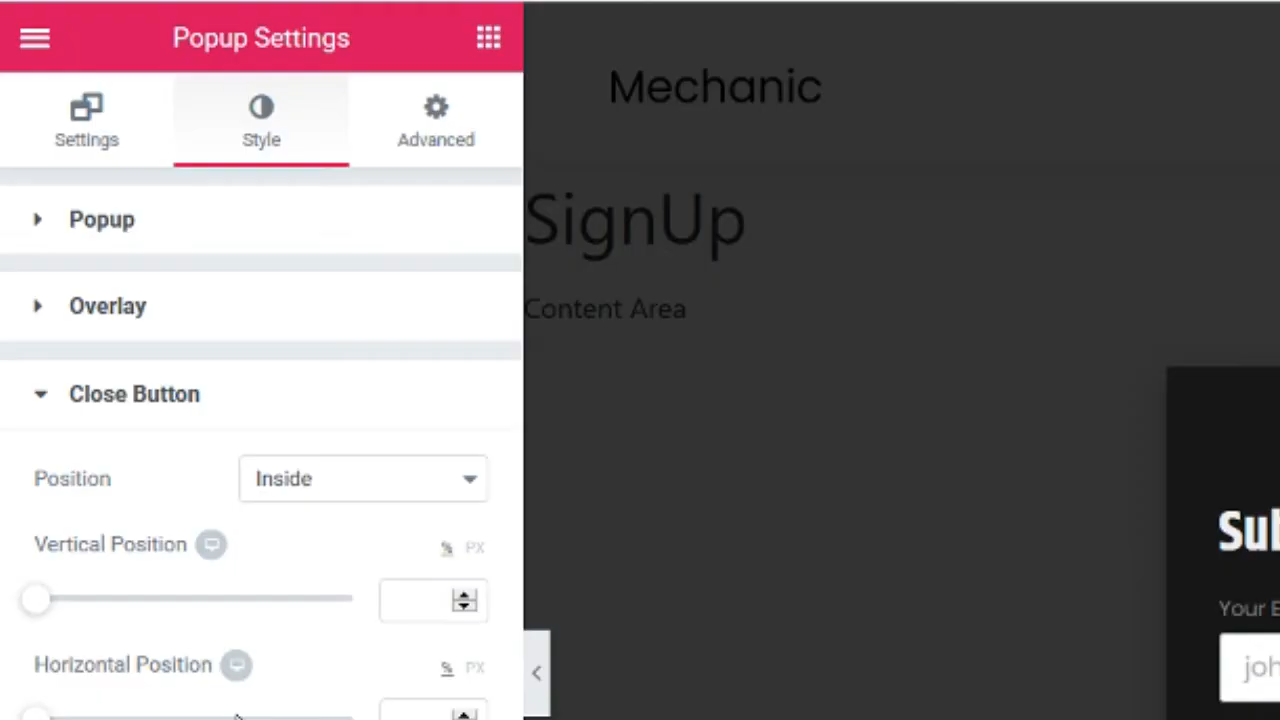 Popup Settings
Settings
Style
Advanced
Popup
Overlay
Close Button
Position
Inside
Vertical Position
% PX
Horizontal Position
% PX
Mechanic
SignUp
Content Area
Sub
Your E
joh